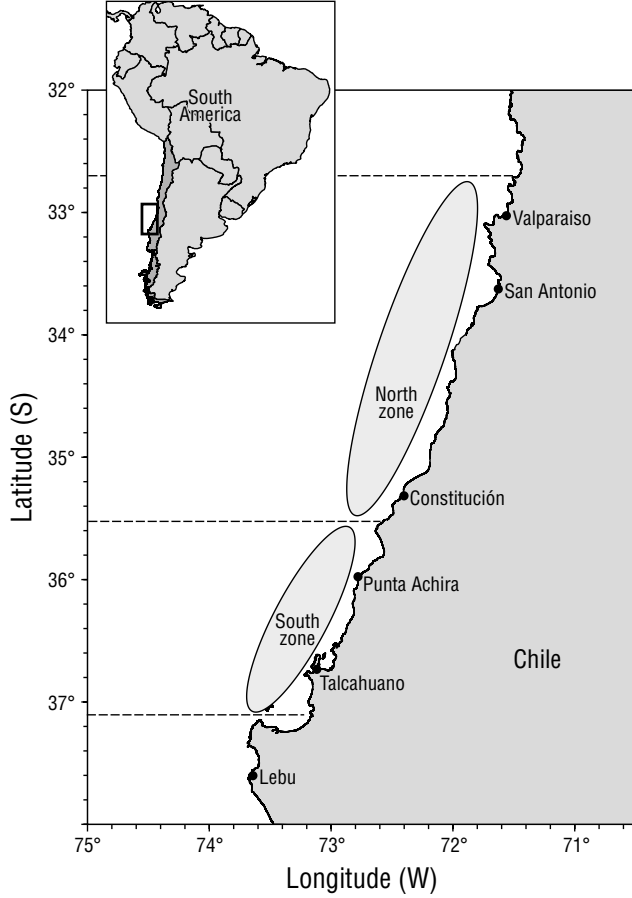 South
America
32°
33°
Valparaiso
San Antonio
34°
North
zone
35°
Constitución
36°
Punta Achira
South
zone
Chile
Talcahuano
37°
Lebu
75°
74°
73°
72°
71°
Latitude (S)
Longitude (W)